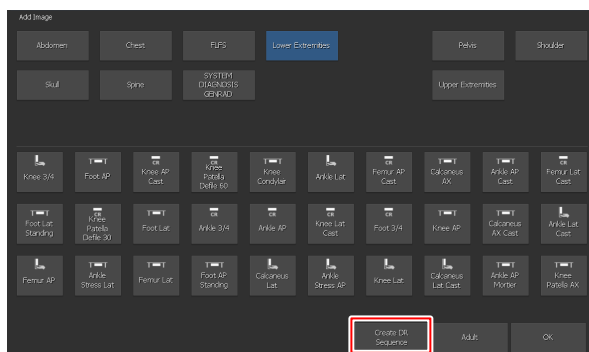 Add Image
Abdomen
Chest
FLFS
Lower Extremities
Pelvis
Shoulder
Skull
Spine
SYSTEM
DIAGNOSIS
GENRAD
Upper Extremities
Knee 3/4
Foot AP
CR
Knee AP
Cast
CR
Knee
Patella
Defile 60
Knee
Condylair
Ankle Lat
CR
Femur AP
Cast
Calcaneus
AX
Ankle AP
Cast
CR
Femur Lat
Cast
Foot Lat
Standing
CR
Knee
Patella
Defile 30
Foot Lat
CR
Ankle 3/4
CR
Ankle AP
CR
Knee Lat
Cast
CR
Foot 3/4
Knee AP
Calcaneus
AX Cast
Ankle Lat
Cast
Femur AP
Ankle
Stress Lat
Femur Lat
Foot AP
Standing
Calcaneus
Lat
Ankle
Stress AP
Knee Lat
Calcaneus
Lat Cast
Ankle AP
Mortier
Knee
Patella AX
Create DR
Sequence
Adult
OK